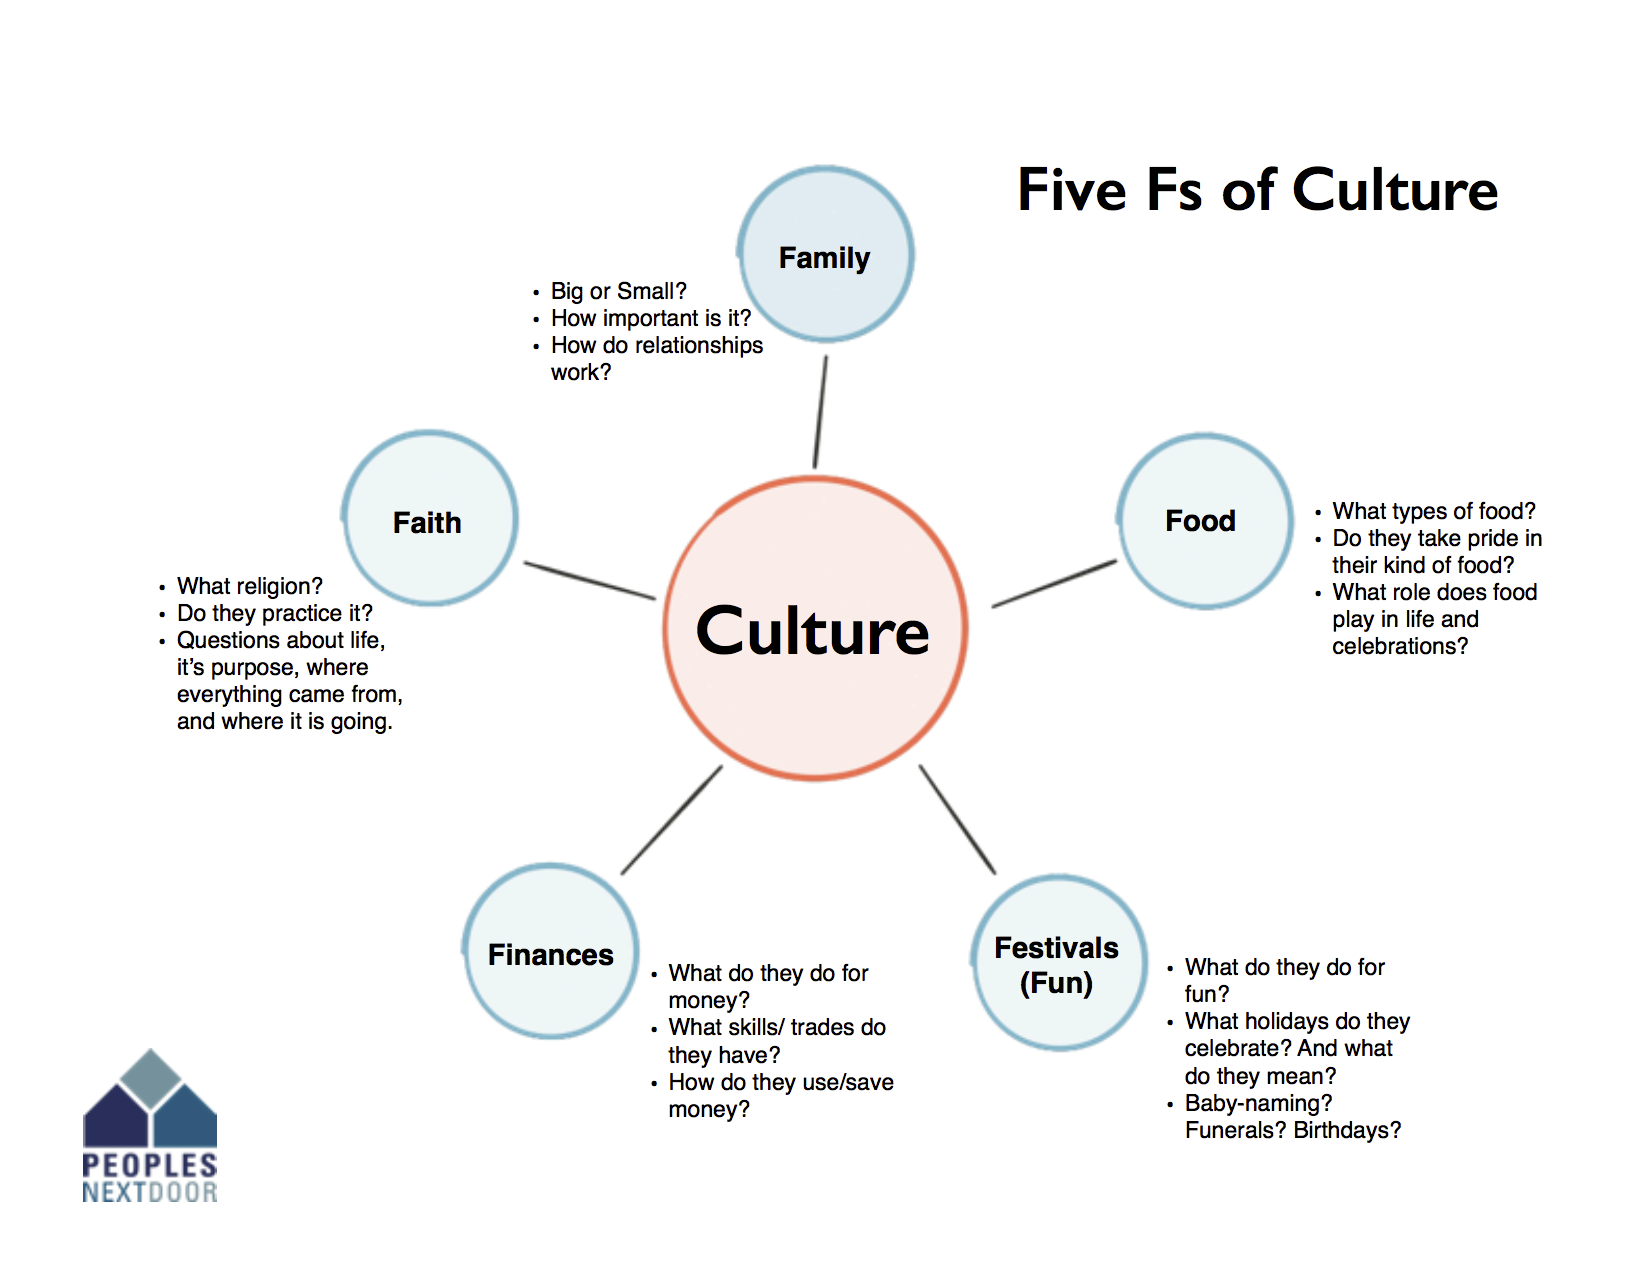 Five Fs of Culture
Family
• Big or Small?
• How important is it?
• How do relationships
work?
Faith
• What religion?
• Do they practice it?
• Questions about life,
it’s purpose, where
everything came from,
and where it is going.
Food
• What types of food?
• Do they take pride in
their kind of food?
• What role does food
play in life and
celebrations?
Culture
Finances
• What do they do for
money?
• What skills/ trades do
they have?
• How do they use/save
money?
Festivals
(Fun)
• What do they do for
fun?
• What holidays do they
celebrate? And what
do they mean?
• Baby-naming?
Funerals? Birthdays?
PEOPLES
NEXTDOOR